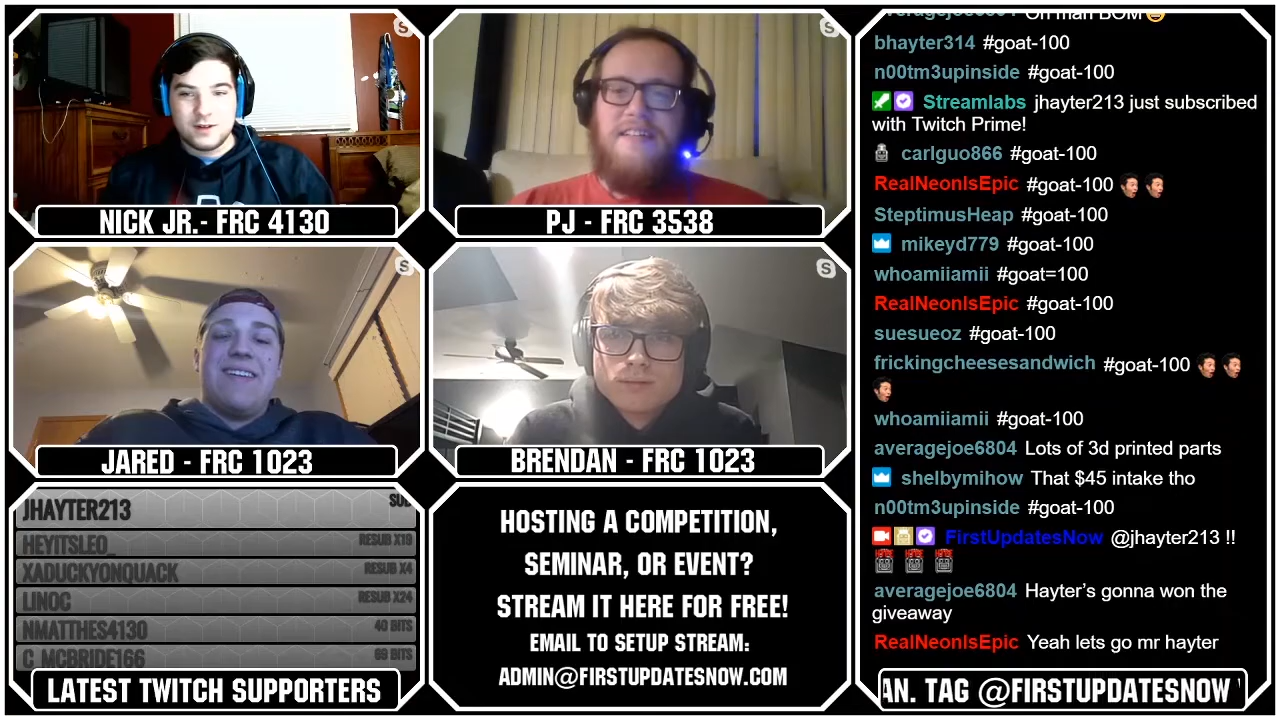 NICK JR.- FRC 4130
PJ - FRC 3538
JARED - FRC 1023
BRENDAN - FRC 1023
JHAYTER213 SUB
HEYITSLEO_ RESUB X19
XADUCKYONQUACK RESUB X4
LINOC RESUB X24
NMATTHES4130 40 BITS
C_MCBRIDE166 69 BITS
LATEST TWITCH SUPPORTERS
HOSTING A COMPETITION,
SEMINAR, OR EVENT?
STREAM IT HERE FOR FREE!
EMAIL TO SETUP STREAM:
ADMIN@FIRSTUPDATESNOW.COM
Oh man BOM
bhayter314 #goat-100
n00tm3upinside #goat-100
Streamlabs jhayter213 just subscribed
with Twitch Prime!
carlguo866 #goat-100
RealNeonIsEpic #goat-100
SteptimusHeap #goat-100
mikeyd779 #goat-100
whoamiiamii #goat=100
RealNeonIsEpic #goat-100
suesueoz #goat-100
frickingcheesesandwich #goat-100
whoamiiamii #goat-100
averagejoe6804 Lots of 3d printed parts
shelbymihow That $45 intake tho
n00tm3upinside #goat-100
FirstUpdatesNow @jhayter213 !!
averagejoe6804 Hayter’s gonna won the
giveaway
RealNeonIsEpic Yeah lets go mr hayter
AN. TAG @FIRSTUPDATESNOW